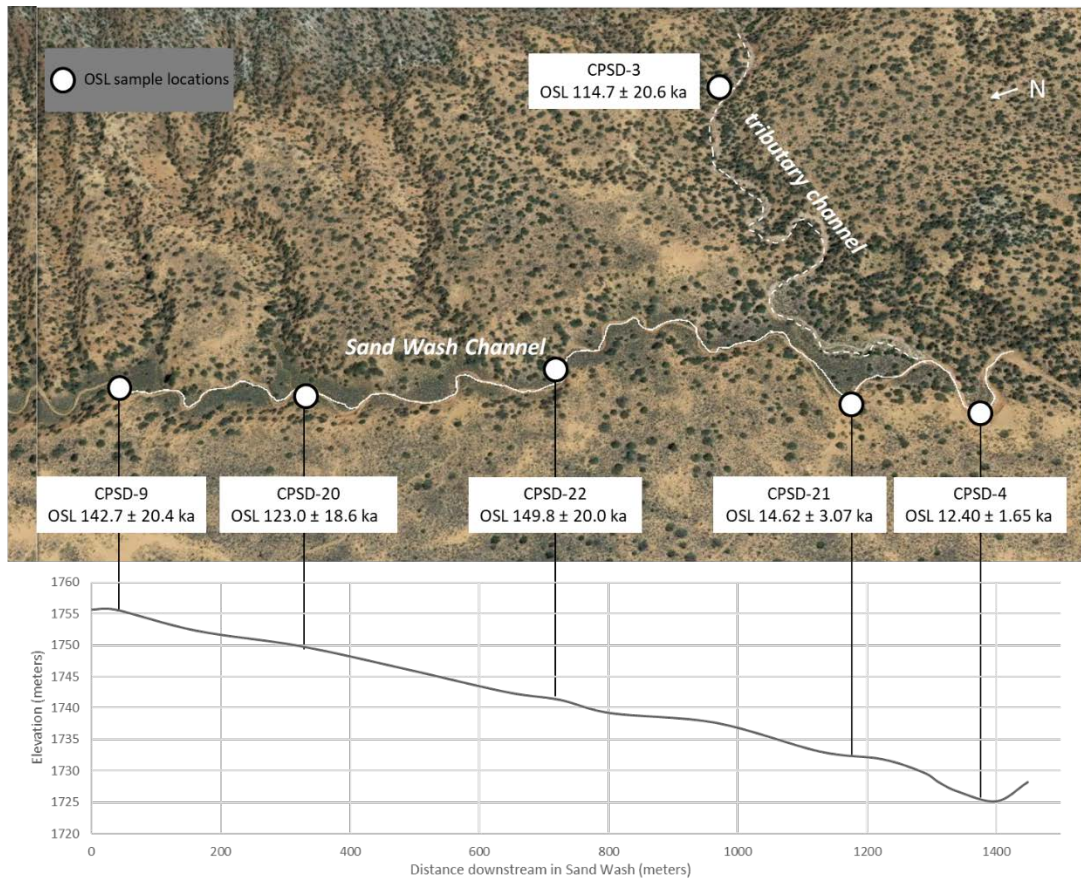 OSL sample locations
CPSD-3
OSL 114.7 ± 20.6 ka
N
tributary channel
Sand Wash Channel
CPSD-9
OSL 142.7 ± 20.4 ka
CPSD-20
OSL 123.0 ± 18.6 ka
CPSD-22
OSL 149.8 ± 20.0 ka
CPSD-21
OSL 14.62 ± 3.07 ka
CPSD-4
OSL 12.40 ± 1.65 ka
Elevation (meters)
1760
1755
1750
1745
1740
1735
1730
1725
1720
0 200 400 600 800 1000 1200 1400
Distance downstream in Sand Wash (meters)